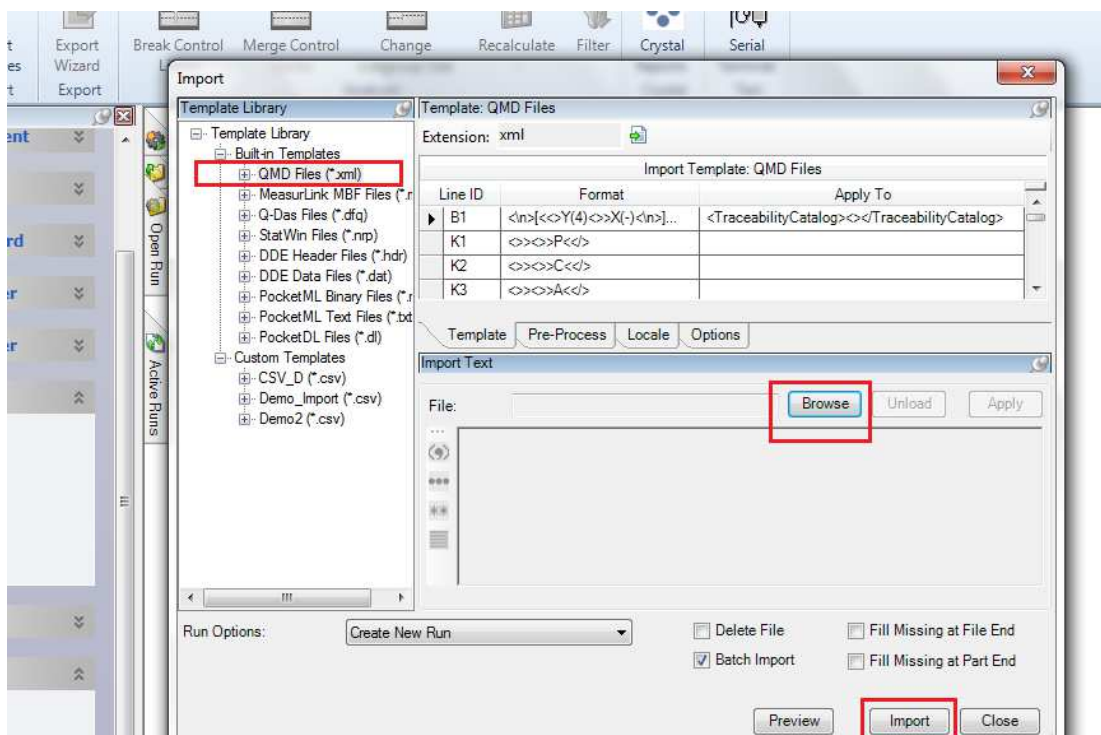 Export Break Control Merge Control Change Recalculate Filter Crystal Serial
es Wizard
Export
Import
Template Library
Template Library
Built-in Templates
QMD Files (*.xml)
MeasurLink MBF Files (*.r
Q-Das Files (*.dfq)
StatWin Files (*.nrp)
DDE Header Files (*.hdr)
DDE Data Files (*.dat)
PocketML Binary Files (*.r
PocketML Text Files (*.txt
PocketDL Files (*.dl)
Custom Templates
CSV_D (*.csv)
Demo_Import (*.csv)
Demo2 (*.csv)
Template: QMD Files
Extension: xml
Import Template: QMD Files
Line ID Format Apply To
B1 <\n>[<<>Y(4)<>>X(-)<\n>]... <TraceabilityCatalog><></TraceabilityCatalog>
K1 <>><>>P<</>
K2 <>><>>C<</>
K3 <>><>>A<</>
Template Pre-Process Locale Options
Import Text
File: Browse Unload Apply
Run Options: Create New Run
Delete File Fill Missing at File End
Batch Import Fill Missing at Part End
Preview Import Close
ent
rd
er
er
Open Run
Active Runs